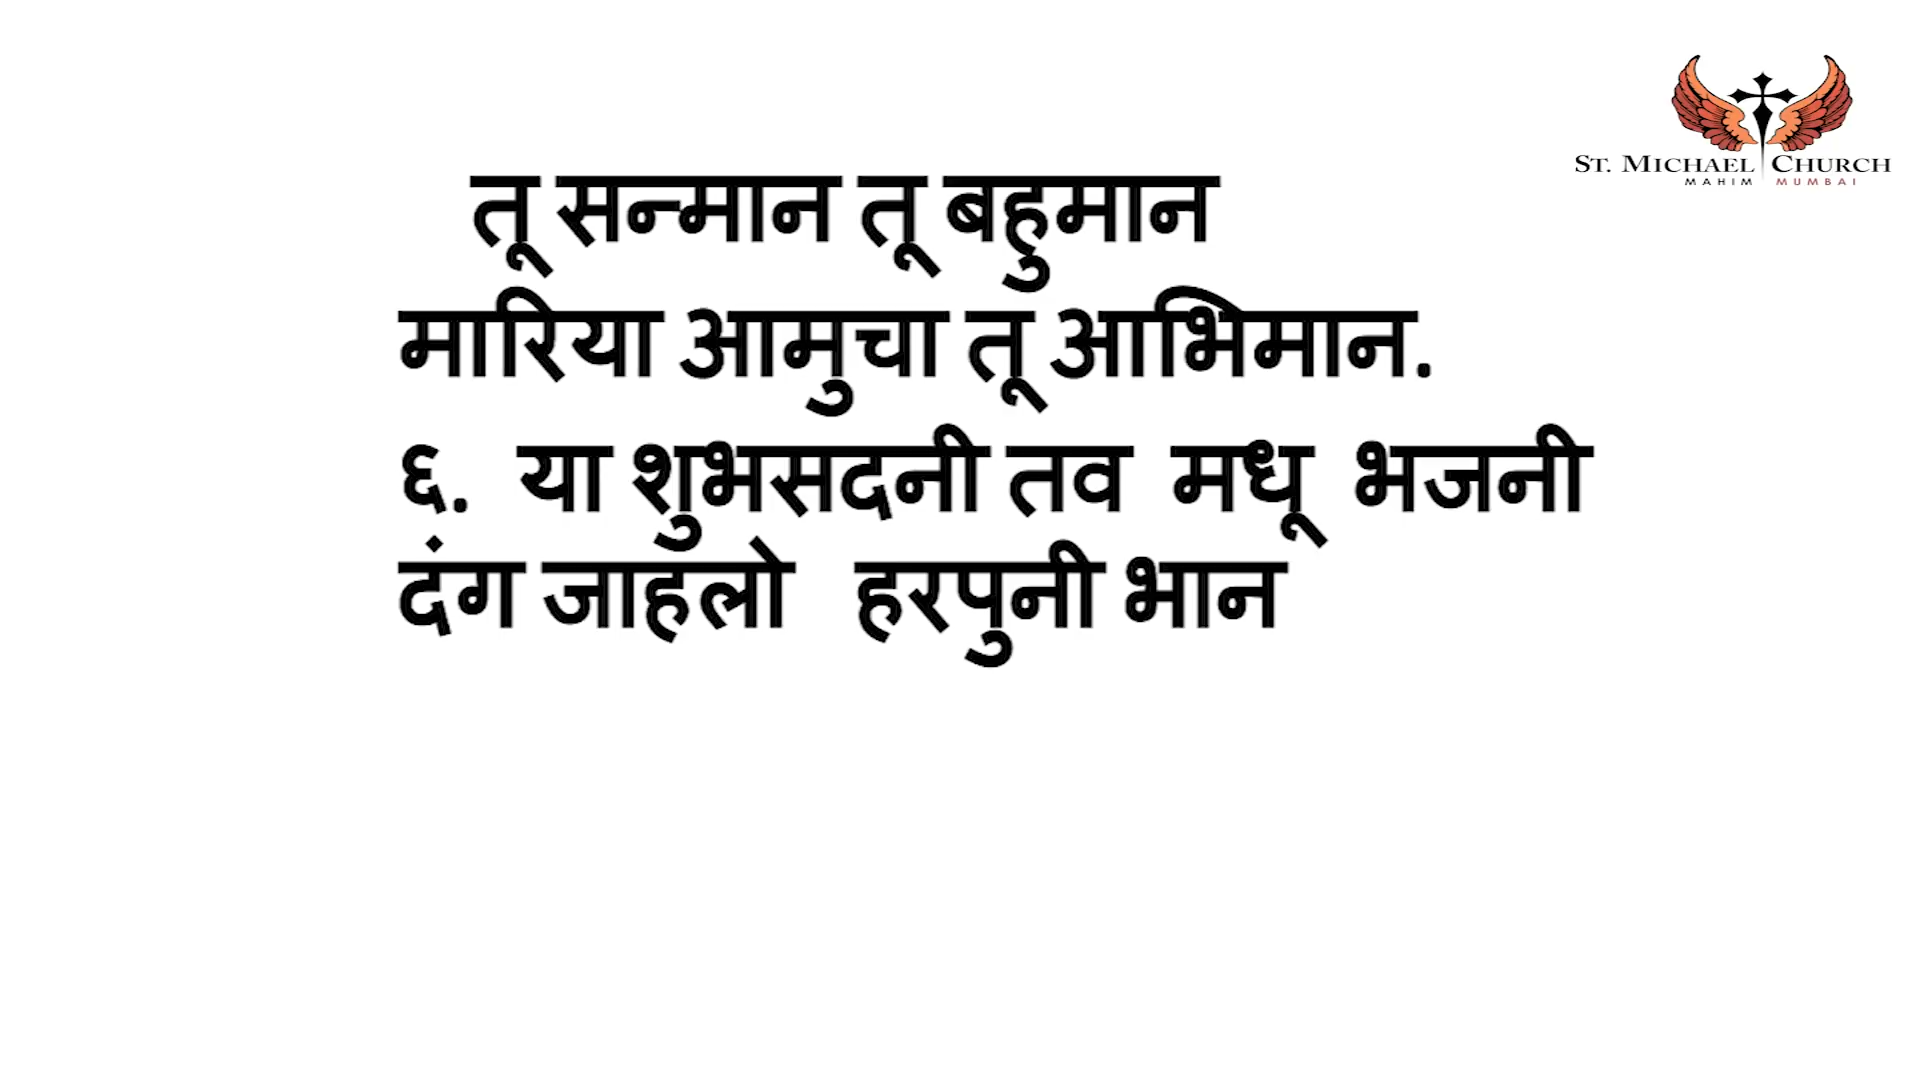 ST. MICHAEL CHURCH
MAHIM MUMBAI
तू सन्मान तू बहुमान
मारिया आमुचा तू आभिमान.
६. या शुभसदनी तव मधू भजनी
दंग जाहलो हरपुनी भान